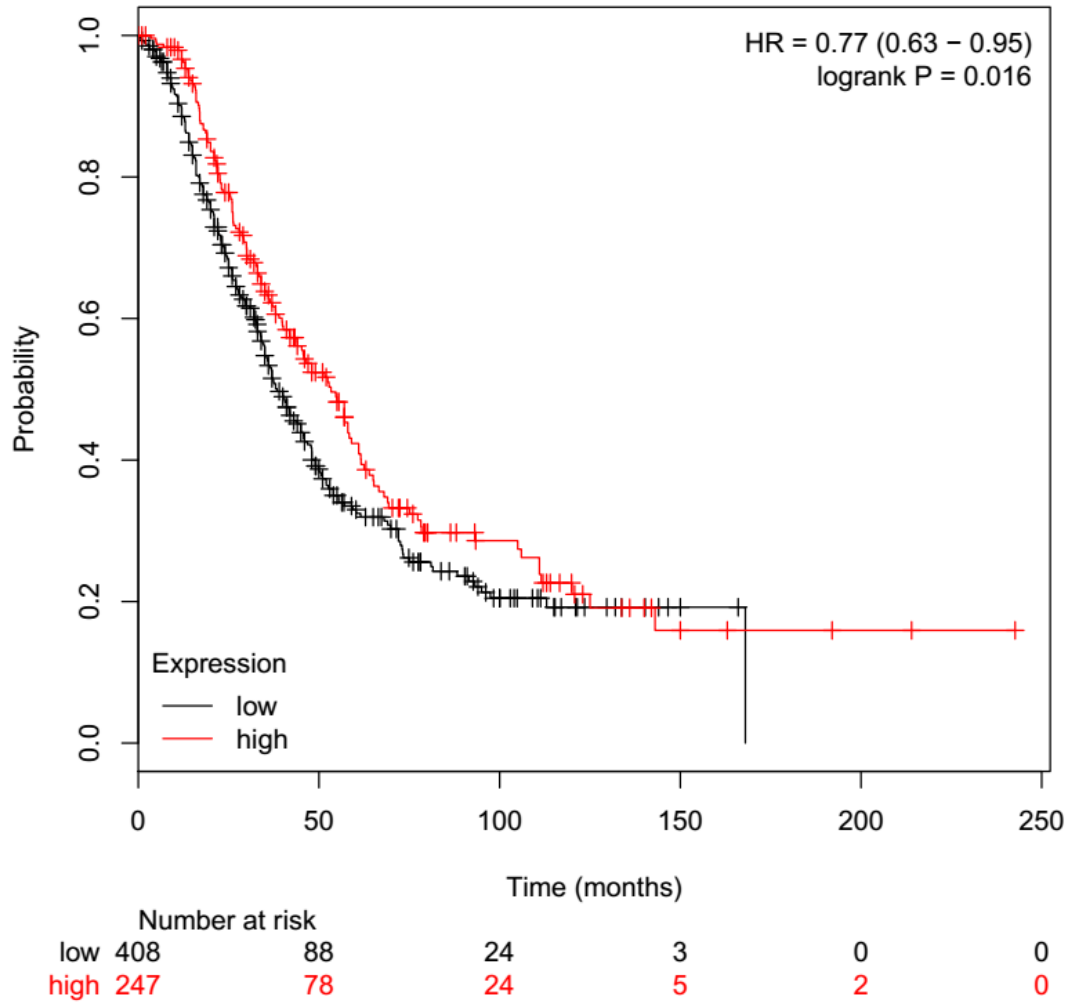 HR = 0.77 (0.63 − 0.95)
logrank P = 0.016
1.0
0.8
0.6
0.4
0.2
0.0
Probability
Expression
low
high
0 50 100 150 200 250
Time (months)
Number at risk
low 408 88 24 3 0 0
high 247 78 24 5 2 0